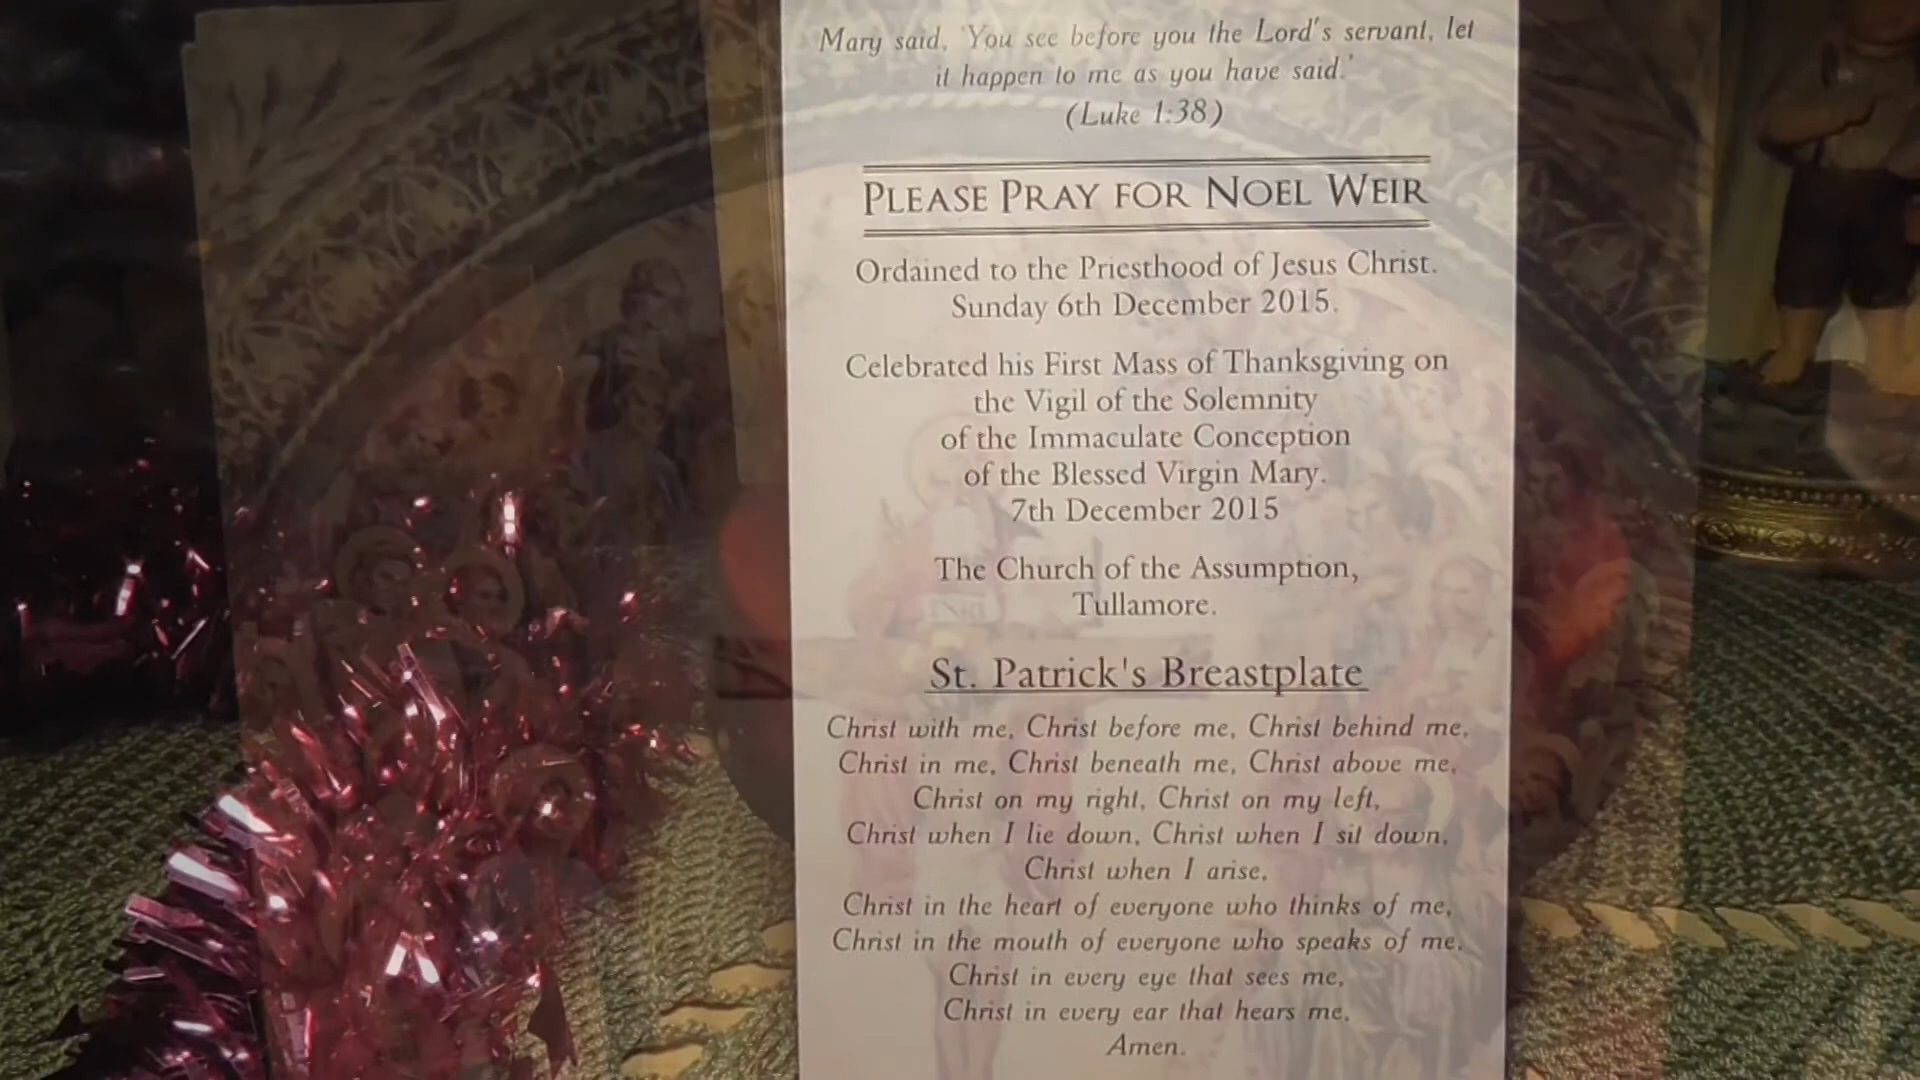 Mary said, 'You see before you the Lord's servant, let
it happen to me as you have said.'
(Luke 1:38)
PLEASE PRAY FOR NOEL WEIR
Ordained to the Priesthood of Jesus Christ.
Sunday 6th December 2015.
Celebrated his First Mass of Thanksgiving on
the Vigil of the Solemnity
of the Immaculate Conception
of the Blessed Virgin Mary.
7th December 2015
The Church of the Assumption,
Tullamore.
St. Patrick's Breastplate
Christ with me, Christ before me, Christ behind me,
Christ in me, Christ beneath me, Christ above me,
Christ on my right, Christ on my left,
Christ when I lie down, Christ when I sit down,
Christ when I arise,
Christ in the heart of everyone who thinks of me,
Christ in the mouth of everyone who speaks of me,
Christ in every eye that sees me,
Christ in every ear that hears me,
Amen.
INRI